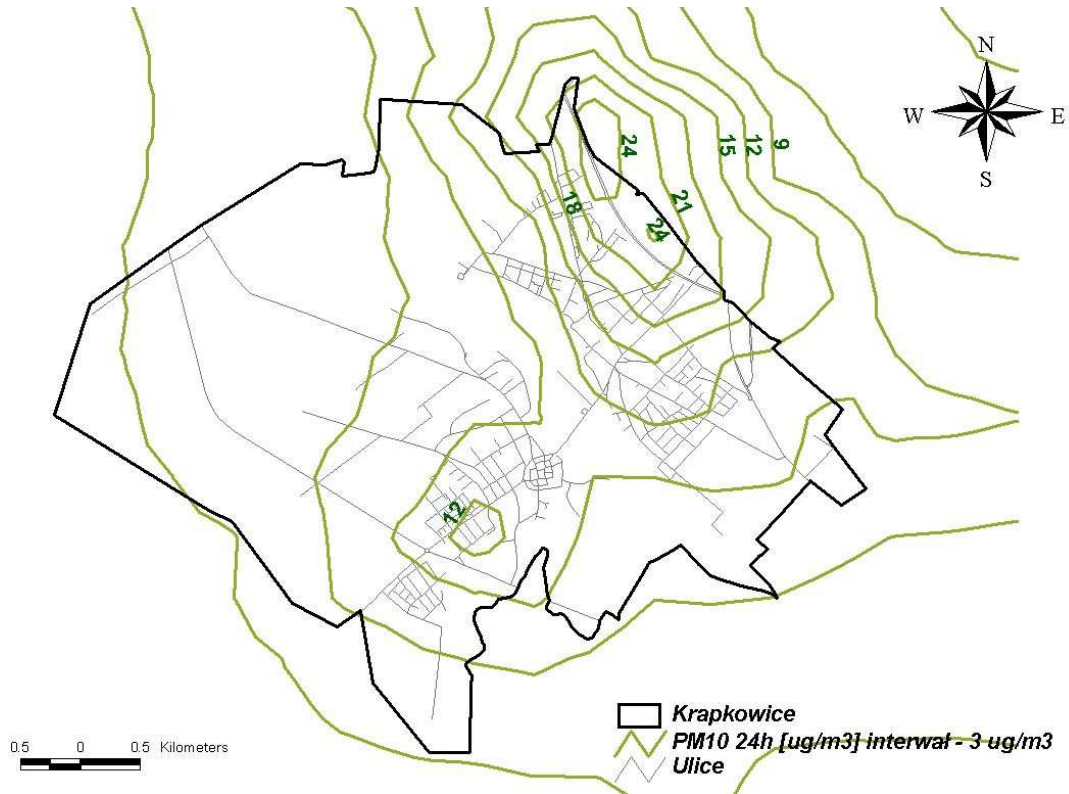 N
W E
S
24
15
12
9
18
21
24
12
Krapkowice
PM10 24h [ug/m3] interwał - 3 ug/m3
Ulice
0.5 0 0.5 Kilometers